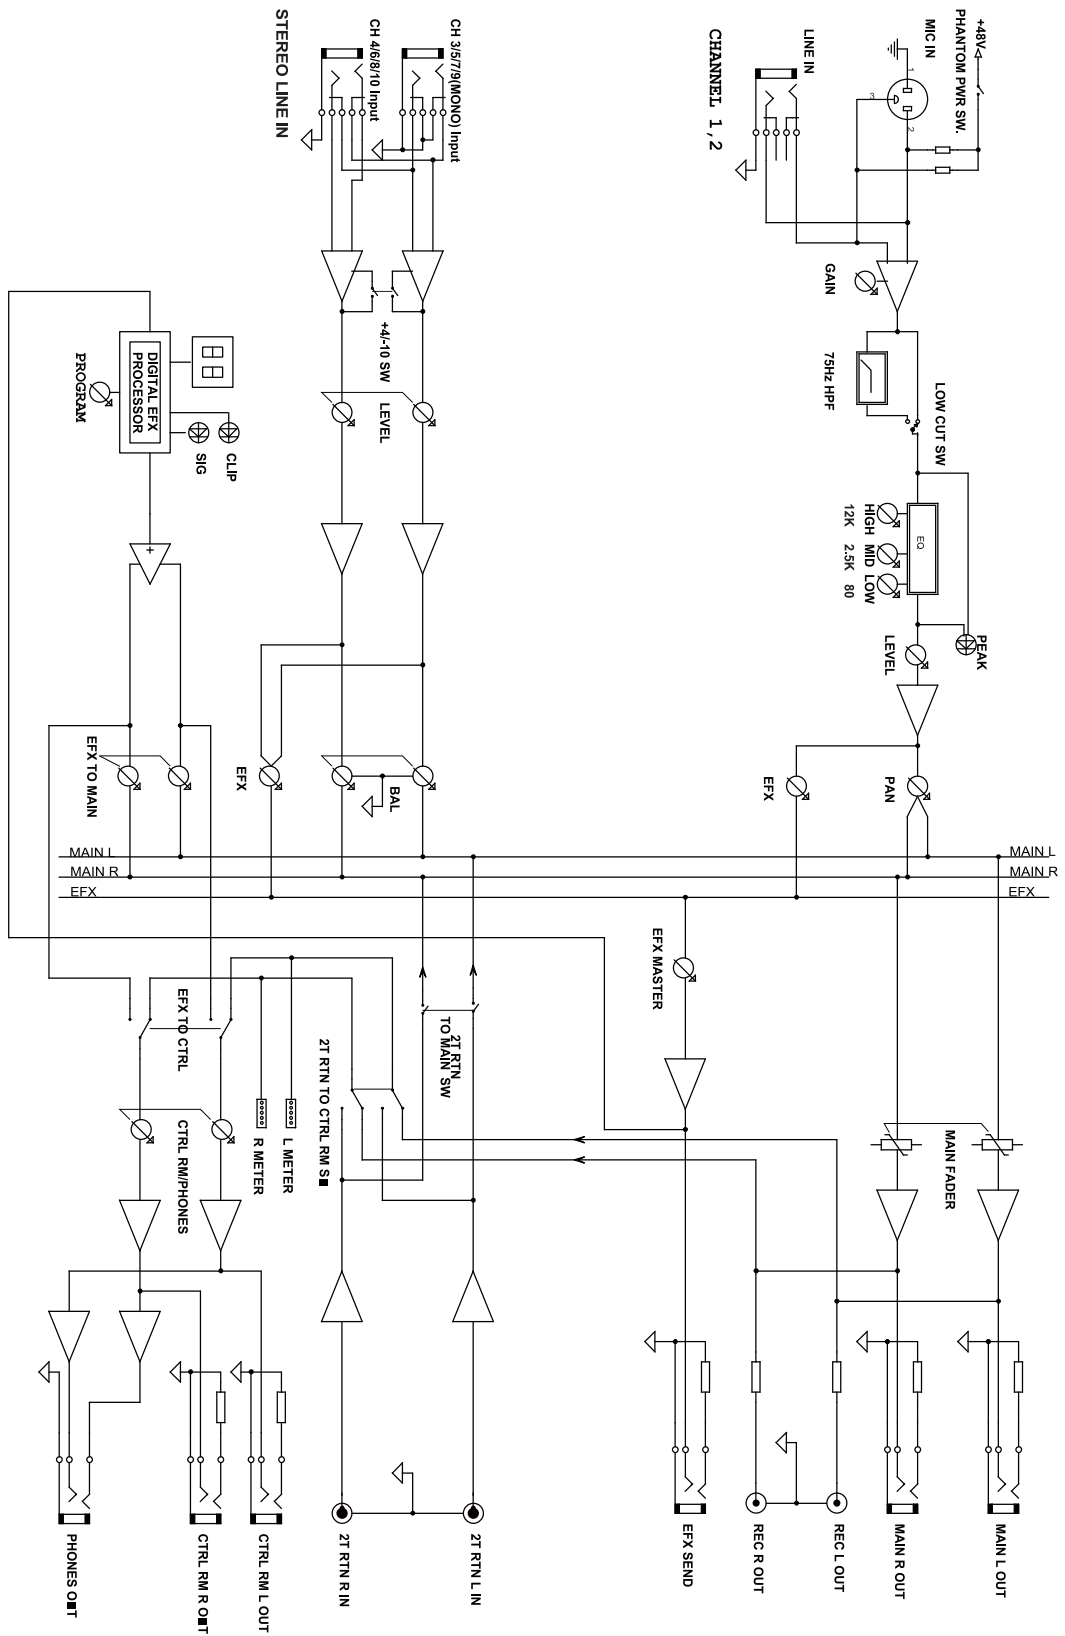 STEREO LINE IN
CH 4/6/8/10 Input
CH 3/5/7/9(MONO) Input
CHANNEL 1,2
LINE IN
MIC IN
PHANTOM PWR SW.
+48V
1
3
2
GAIN
+4/-10 SW
LEVEL
75Hz HPF
LOW CUT SW
DIGITAL EFX
PROCESSOR
PROGRAM
SIG
CLIP
EQ
HIGH MID LOW
12K 2.5K 80
PEAK
LEVEL
EFX TO MAIN
EFX
BAL
EFX
PAN
MAIN L
MAIN R
EFX
MAIN L
MAIN R
EFX
EFX MASTER
EFX TO CTRL
2T RTN
TO MAIN SW
2T RTN TO CTRL RM S■
R METER
L METER
CTRL RM/PHONES
MAIN FADER
PHONES O■T
CTRL RM R O■T
CTRL RM L OUT
2T RTN R IN
2T RTN L IN
EFX SEND
REC R OUT
REC L OUT
MAIN R OUT
MAIN L OUT